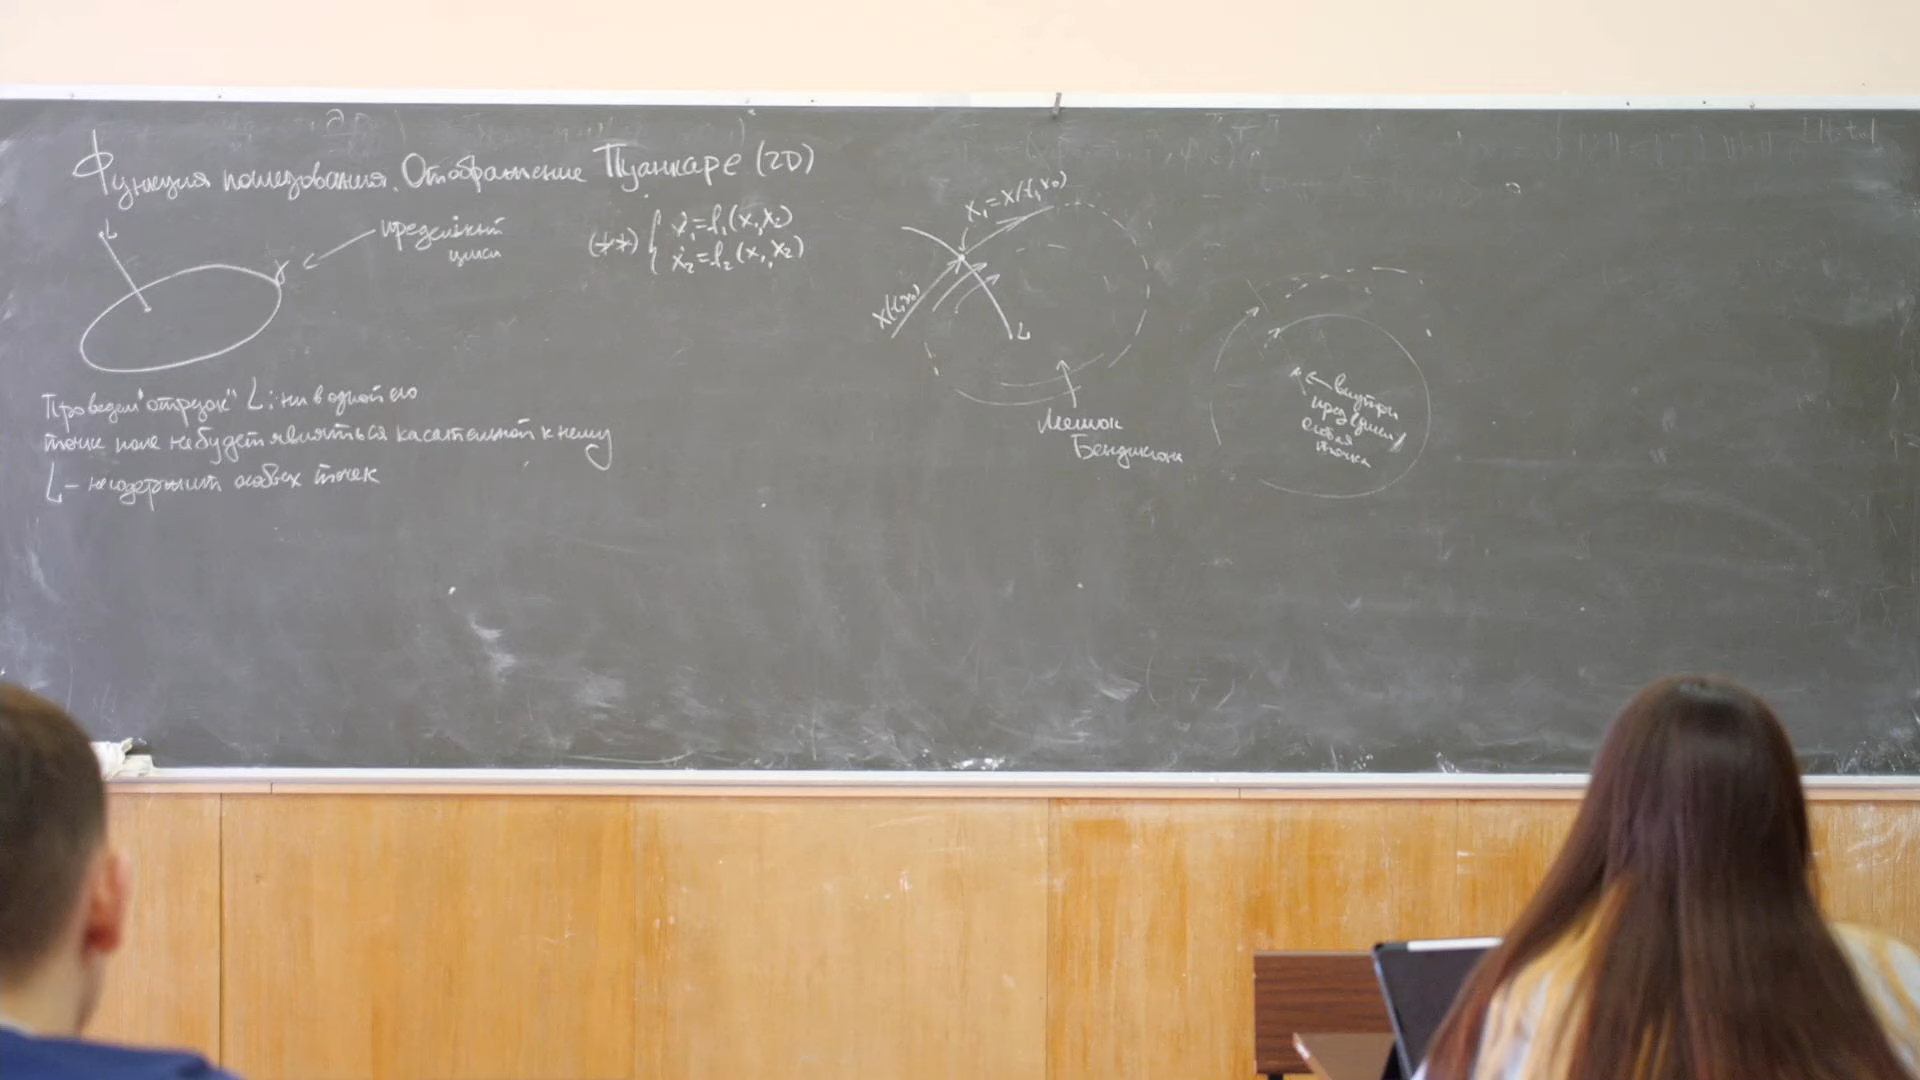 Функция последования. Отображение Пуанкаре (2D)
L
γ
предельный
цикл
(**) { ẋ₁=f₁(x₁,x₂)
ẋ₂=f₂(x₁,x₂)
Проведем "отрезок" L: ни в одной его
точке поле не будет являться касательной к нему
L – не содержит особых точек
x₁=x(t₁,x₀)
x(t,x₀)
L
Мешок
Бендиксона
внутри
пред. цикла
особая
точка